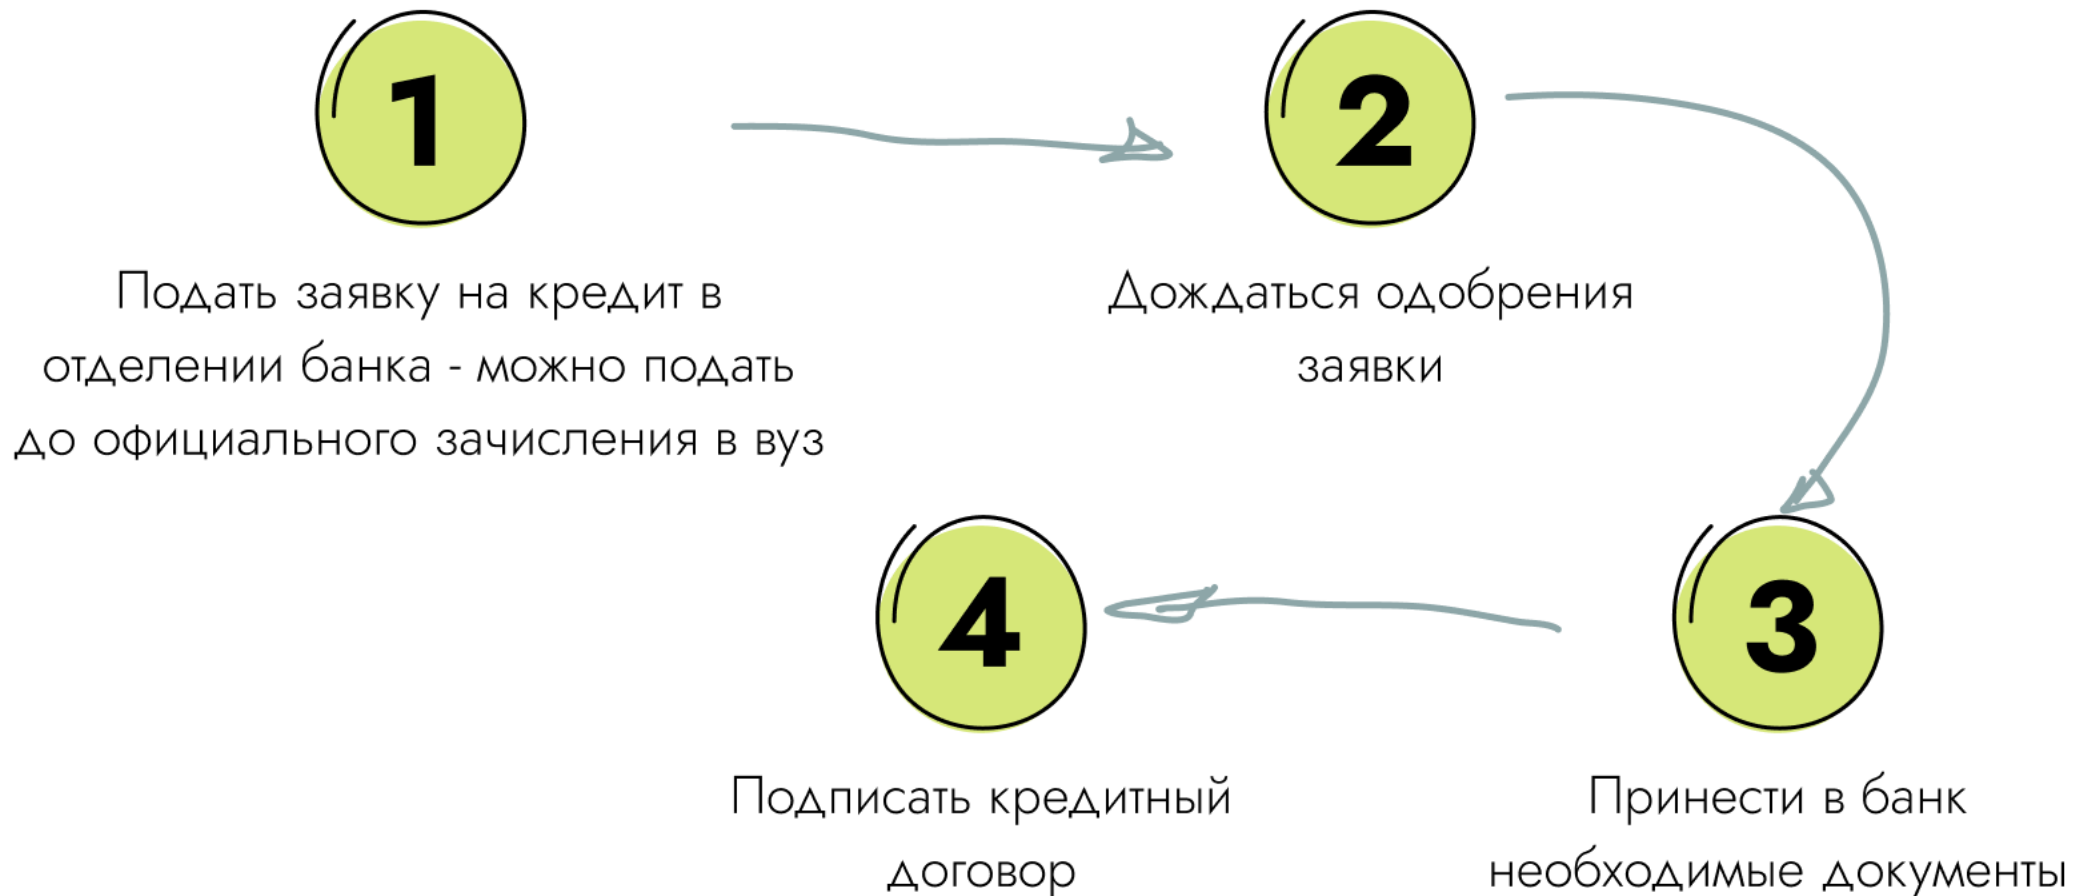 1
Подать заявку на кредит в
отделении банка - можно подать
до официального зачисления в вуз
2
Дождаться одобрения
заявки
3
Принести в банк
необходимые документы
4
Подписать кредитный
договор